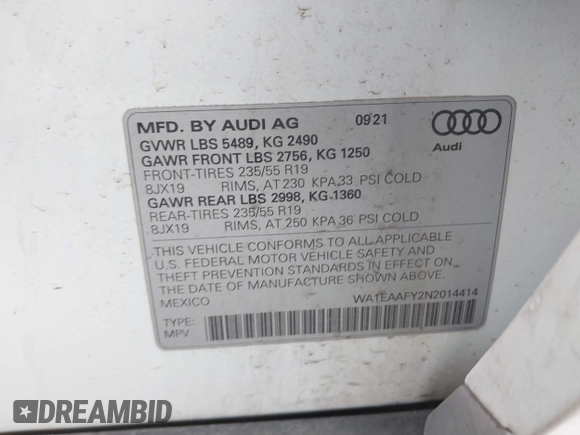 MFD. BY AUDI AG 09 21
GVWR LBS 5489, KG 2490
GAWR FRONT LBS 2756, KG 1250
FRONT-TIRES 235/55 R19
8JX19 RIMS, AT 230 KPA 33 PSI COLD
GAWR REAR LBS 2998, KG 1360
REAR-TIRES 235/55 R19
8JX19 RIMS, AT 250 KPA 36 PSI COLD
Audi
THIS VEHICLE CONFORMS TO ALL APPLICABLE
U.S. FEDERAL MOTOR VEHICLE SAFETY AND
THEFT PREVENTION STANDARDS IN EFFECT ON
THE DATE OF MANUFACTURE SHOWN ABOVE.
MEXICO WA1EAAFY2N2014414
TYPE:
MPV
DREAMBID